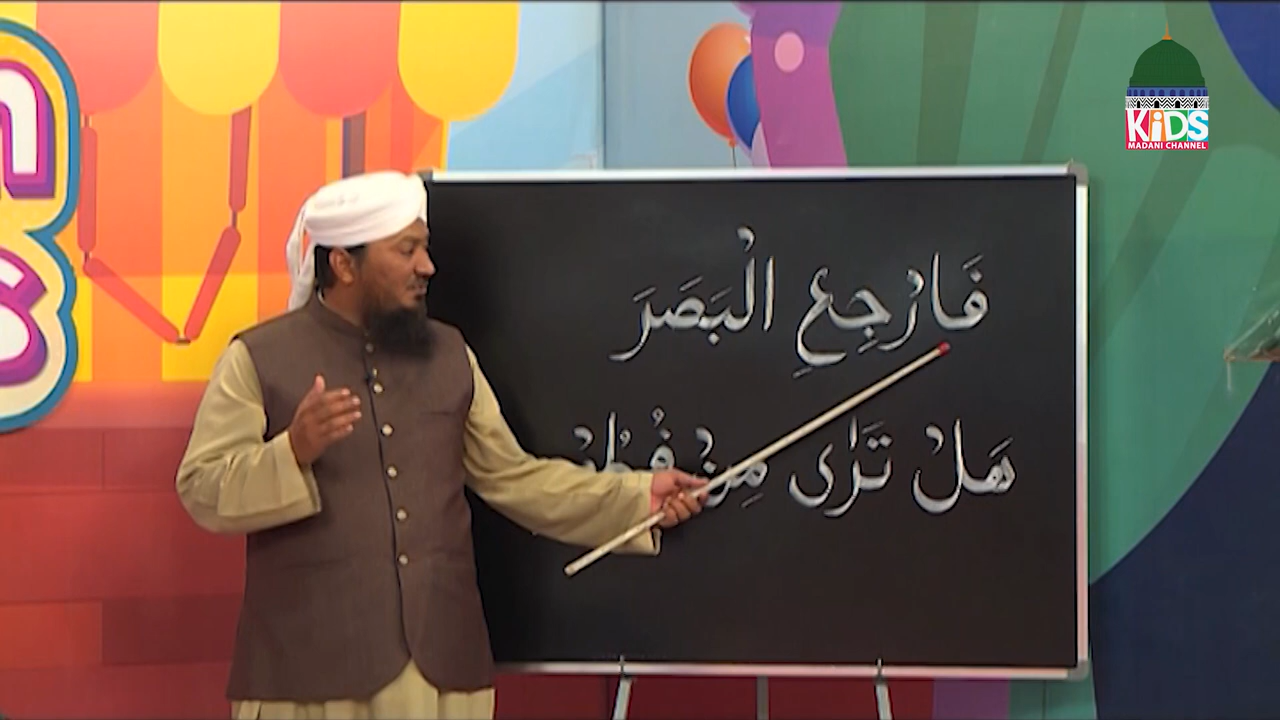 فَارْجِعِ الْبَصَرَ
هَلْ تَرٰى مِنْ
KiDS
MADANI CHANNEL